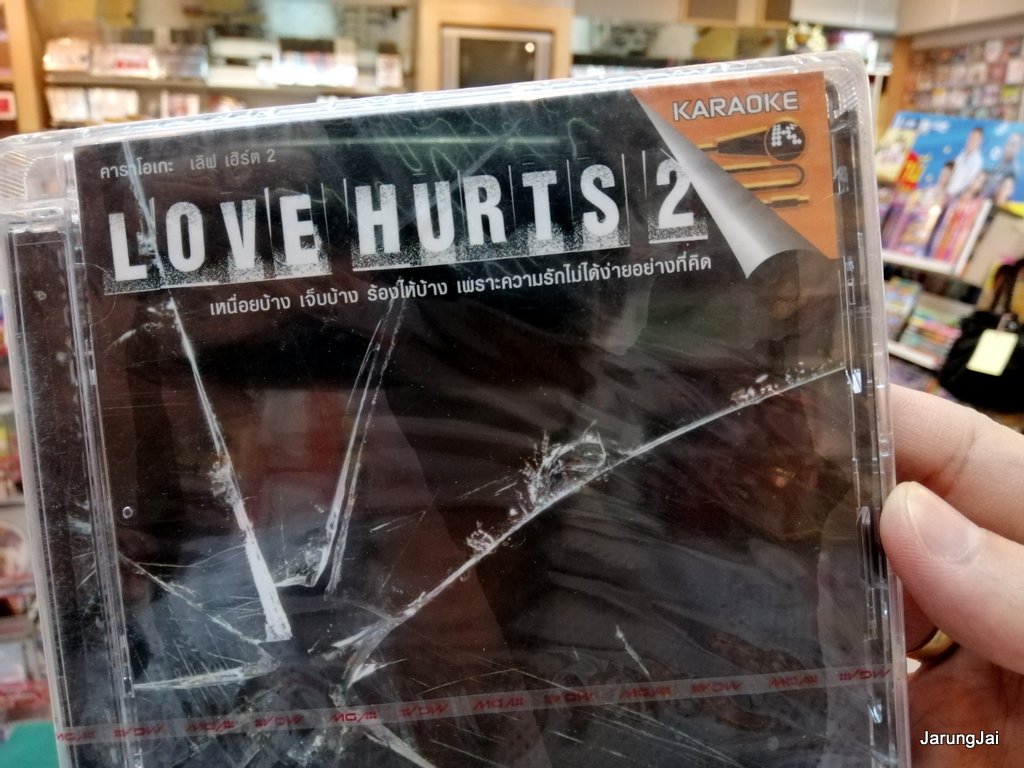 KARAOKE
คาราโอเกะ เลิฟ เฮิร์ต 2
LOVE HURTS 2
เหนื่อยบ้าง เจ็บบ้าง ร้องไห้บ้าง เพราะความรักไม่ได้ง่ายอย่างที่คิด
JarungJai